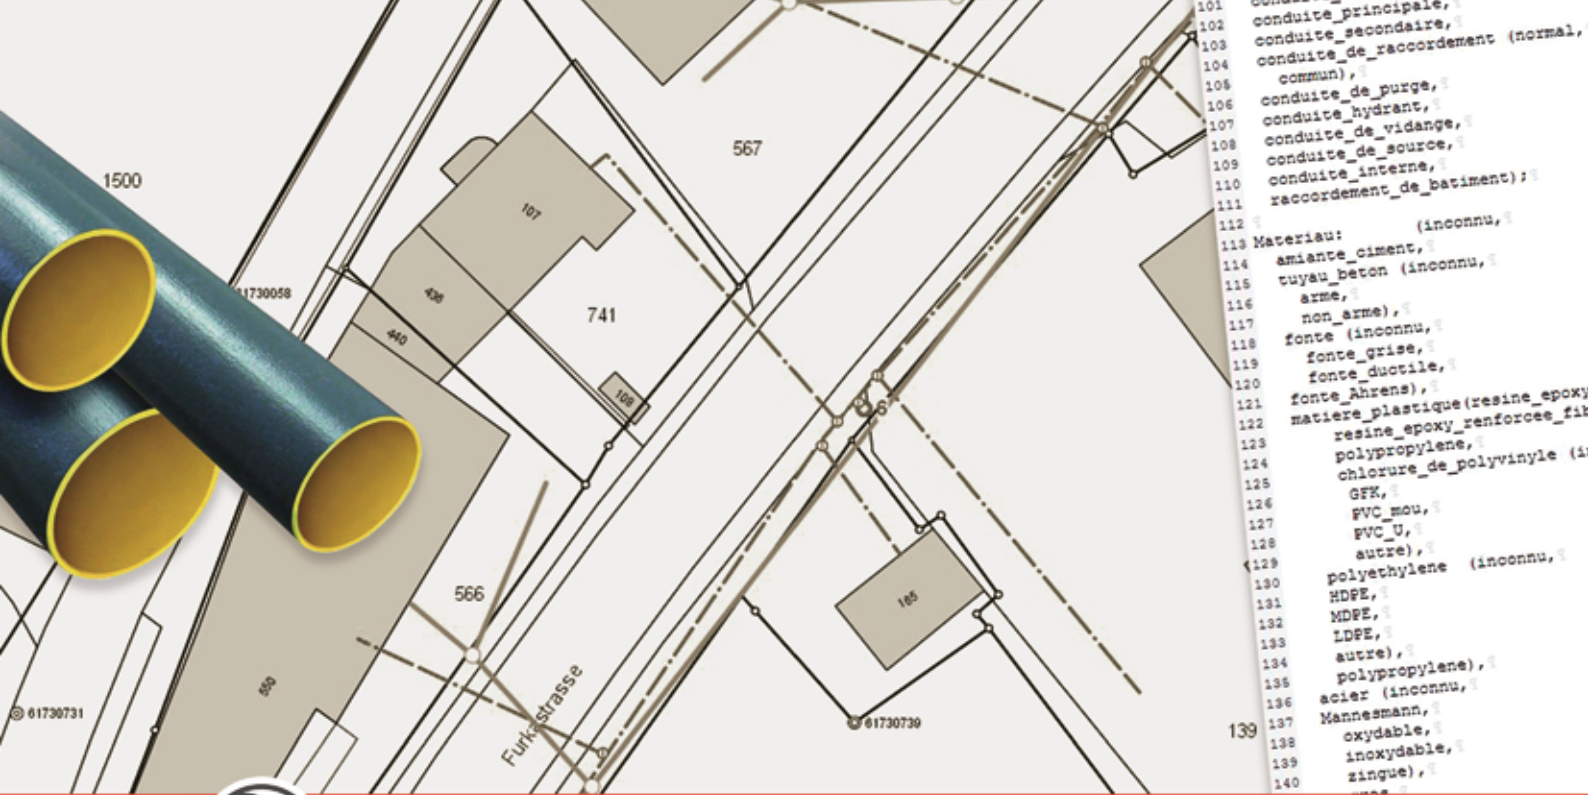 1500
567
107
436
440
741
109
61730058
6
566
165
550
61730731
61730739
Furkastrasse
139
101
102 conduite_principale,
103 conduite_secondaire,
104 conduite_de_raccordement (normal,
105 commun),
106 conduite_de_purge,
107 conduite_hydrant,
108 conduite_de_vidange,
109 conduite_de_source,
110 conduite_interne,
111 raccordement_de_batiment);
112
113 Materiau: (inconnu,
114 amiante_ciment,
115 tuyau_beton (inconnu,
116 arme,
117 non_arme),
118 fonte (inconnu,
119 fonte_grise,
120 fonte_ductile,
121 fonte_Ahrens),
122 matiere_plastique(resine_epoxy
123 resine_epoxy_renforcee_fib
124 polypropylene,
125 chlorure_de_polyvinyle (in
126 GFK,
127 PVC_mou,
128 PVC_U,
129 autre),
130 polyethylene (inconnu,
131 HDPE,
132 MDPE,
133 LDPE,
134 autre),
135 polypropylene),
136 acier (inconnu,
137 Mannesmann,
138 oxydable,
139 inoxydable,
140 zingue),